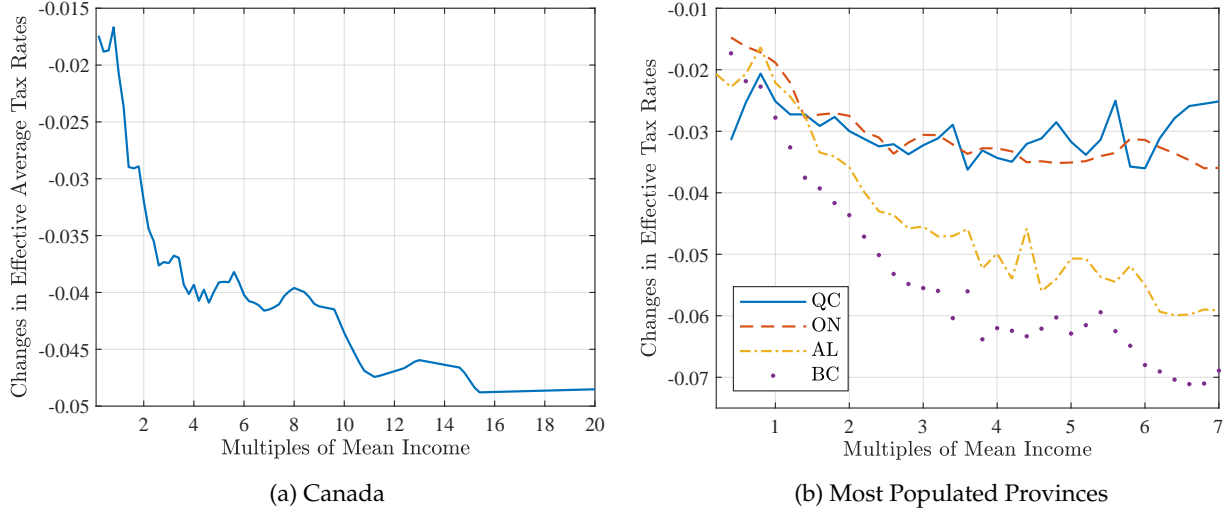 Changes in Effective Average Tax Rates
-0.015
-0.02
-0.025
-0.03
-0.035
-0.04
-0.045
-0.05
2 4 6 8 10 12 14 16 18 20
Multiples of Mean Income
(a) Canada
Changes in Effective Tax Rates
-0.01
-0.02
-0.03
-0.04
-0.05
-0.06
-0.07
QC
ON
AL
BC
1 2 3 4 5 6 7
Multiples of Mean Income
(b) Most Populated Provinces